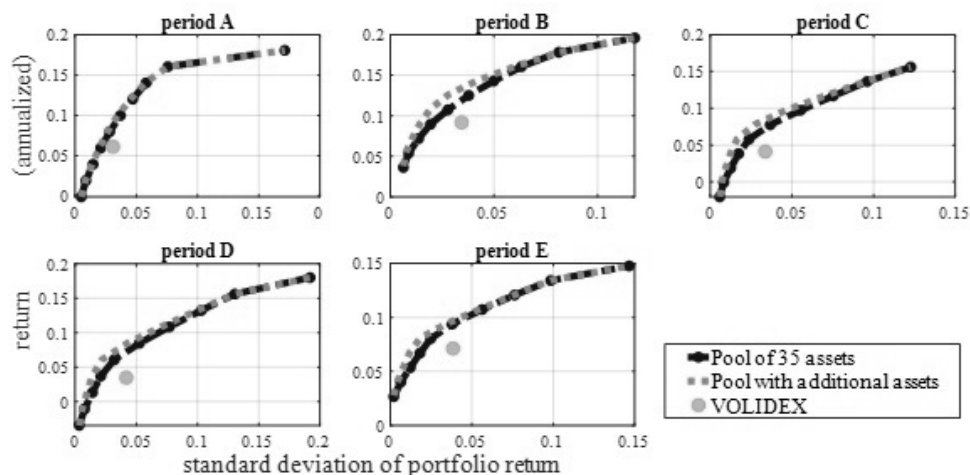 period A
period B
period C
(annualized)
0.2
0.15
0.1
0.05
0
0 0.05 0.1 0.15 0
0.2
0.15
0.1
0.05
0
0 0.05 0.1
0.2
0.15
0.1
0.05
0
0 0.05 0.1 0.15
period D
period E
return
0.2
0.15
0.1
0.05
0
0 0.05 0.1 0.15 0.2
0.15
0.1
0.05
0
0 0.05 0.1 0.15
Pool of 35 assets
Pool with additional assets
VOLIDEX
standard deviation of portfolio return